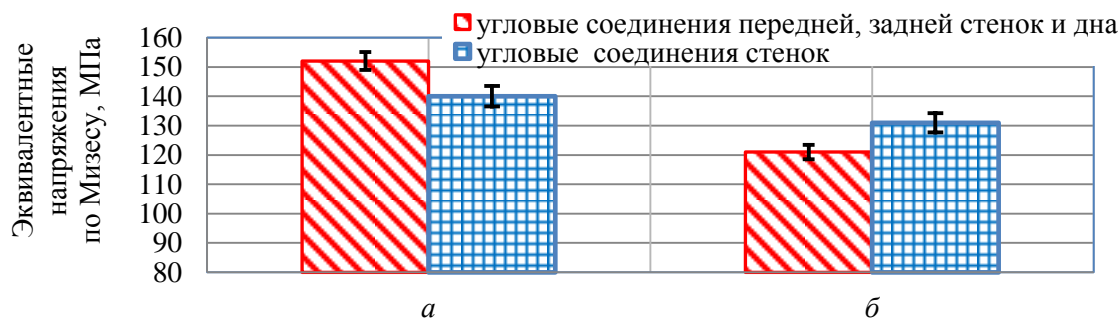 угловые соединения передней, задней стенок и дна
угловые соединения стенок
Эквивалентные
напряжения
по Мизесу, МПа
160
150
140
130
120
110
100
90
80
а
б